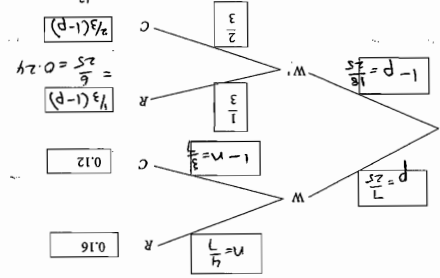 n = 4/7
R 0.16
p = 7/25
W
1 - n = 3/7
C 0.12
1/3
R 1/3(1-p)
= 6/25 = 0.24
1 - p = 18/25
W'
2/3
C 2/3(1-p)